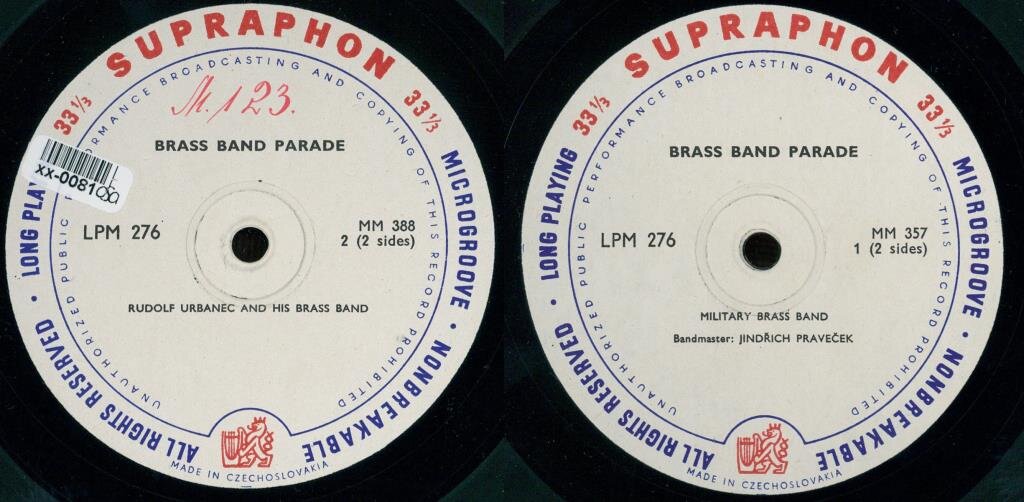 SUPRAPHON
33⅓
33⅓
LONG PLAY
MICROGROOVE • NONBREAKABLE
• ALL RIGHTS RESERVED •
UNAUTHORIZED PUBLIC PERFORMANCE BROADCASTING AND COPYING OF THIS RECORD PROHIBITED
M. 123.
BRASS BAND PARADE
xx-0081
LPM 276
MM 388
2 (2 sides)
RUDOLF URBANEC AND HIS BRASS BAND
MADE IN CZECHOSLOVAKIA
SUPRAPHON
33⅓
33⅓
LONG PLAYING
MICROGROOVE • NONBREAKABLE
• ALL RIGHTS RESERVED •
UNAUTHORIZED PUBLIC PERFORMANCE BROADCASTING AND COPYING OF THIS RECORD PROHIBITED
BRASS BAND PARADE
LPM 276
MM 357
1 (2 sides)
MILITARY BRASS BAND
Bandmaster: JINDŘICH PRAVEČEK
MADE IN CZECHOSLOVAKIA